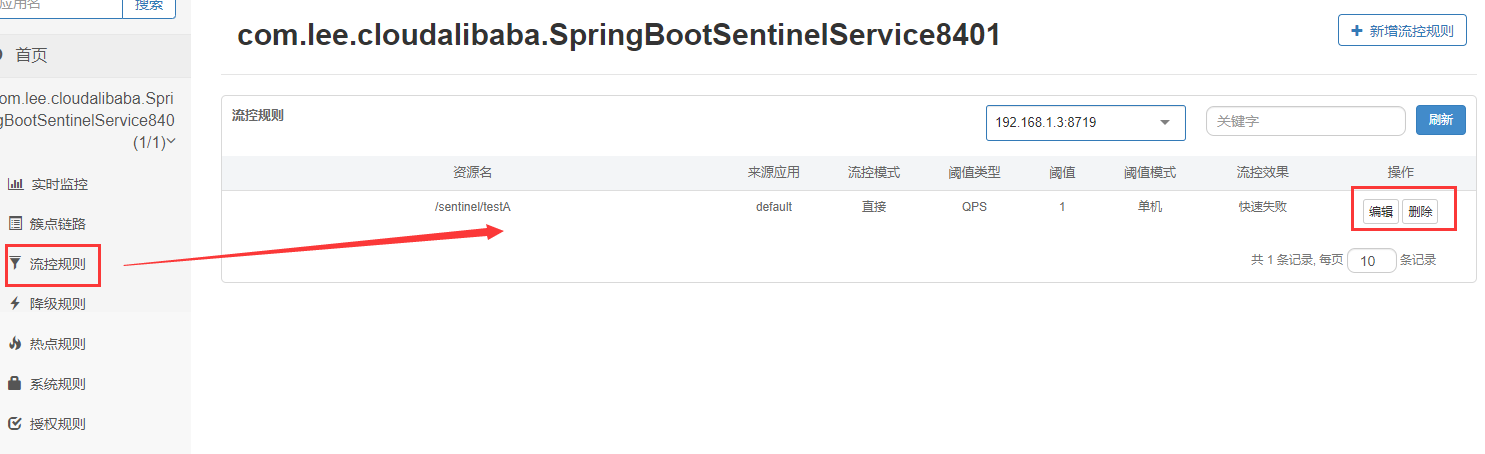 应用名 搜索
首页
om.lee.cloudalibaba.Spri
gBootSentinelService840
(1/1)
实时监控
簇点链路
流控规则
降级规则
热点规则
系统规则
授权规则
com.lee.cloudalibaba.SpringBootSentinelService8401
+ 新增流控规则
流控规则 192.168.1.3:8719 关键字 刷新
资源名 来源应用 流控模式 阈值类型 阈值 阈值模式 流控效果 操作
/sentinel/testA default 直接 QPS 1 单机 快速失败 编辑 删除
共 1 条记录, 每页 10 条记录